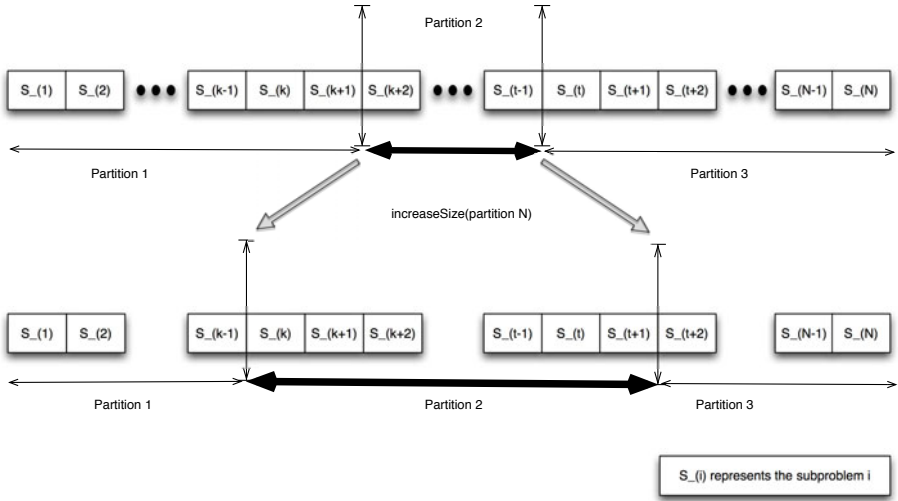 Partition 2
S_(1) S_(2) S_(k-1) S_(k) S_(k+1) S_(k+2) S_(t-1) S_(t) S_(t+1) S_(t+2) S_(N-1) S_(N)
Partition 1 Partition 3
increaseSize(partition N)
S_(1) S_(2) S_(k-1) S_(k) S_(k+1) S_(k+2) S_(t-1) S_(t) S_(t+1) S_(t+2) S_(N-1) S_(N)
Partition 1 Partition 2 Partition 3
S_(i) represents the subproblem i